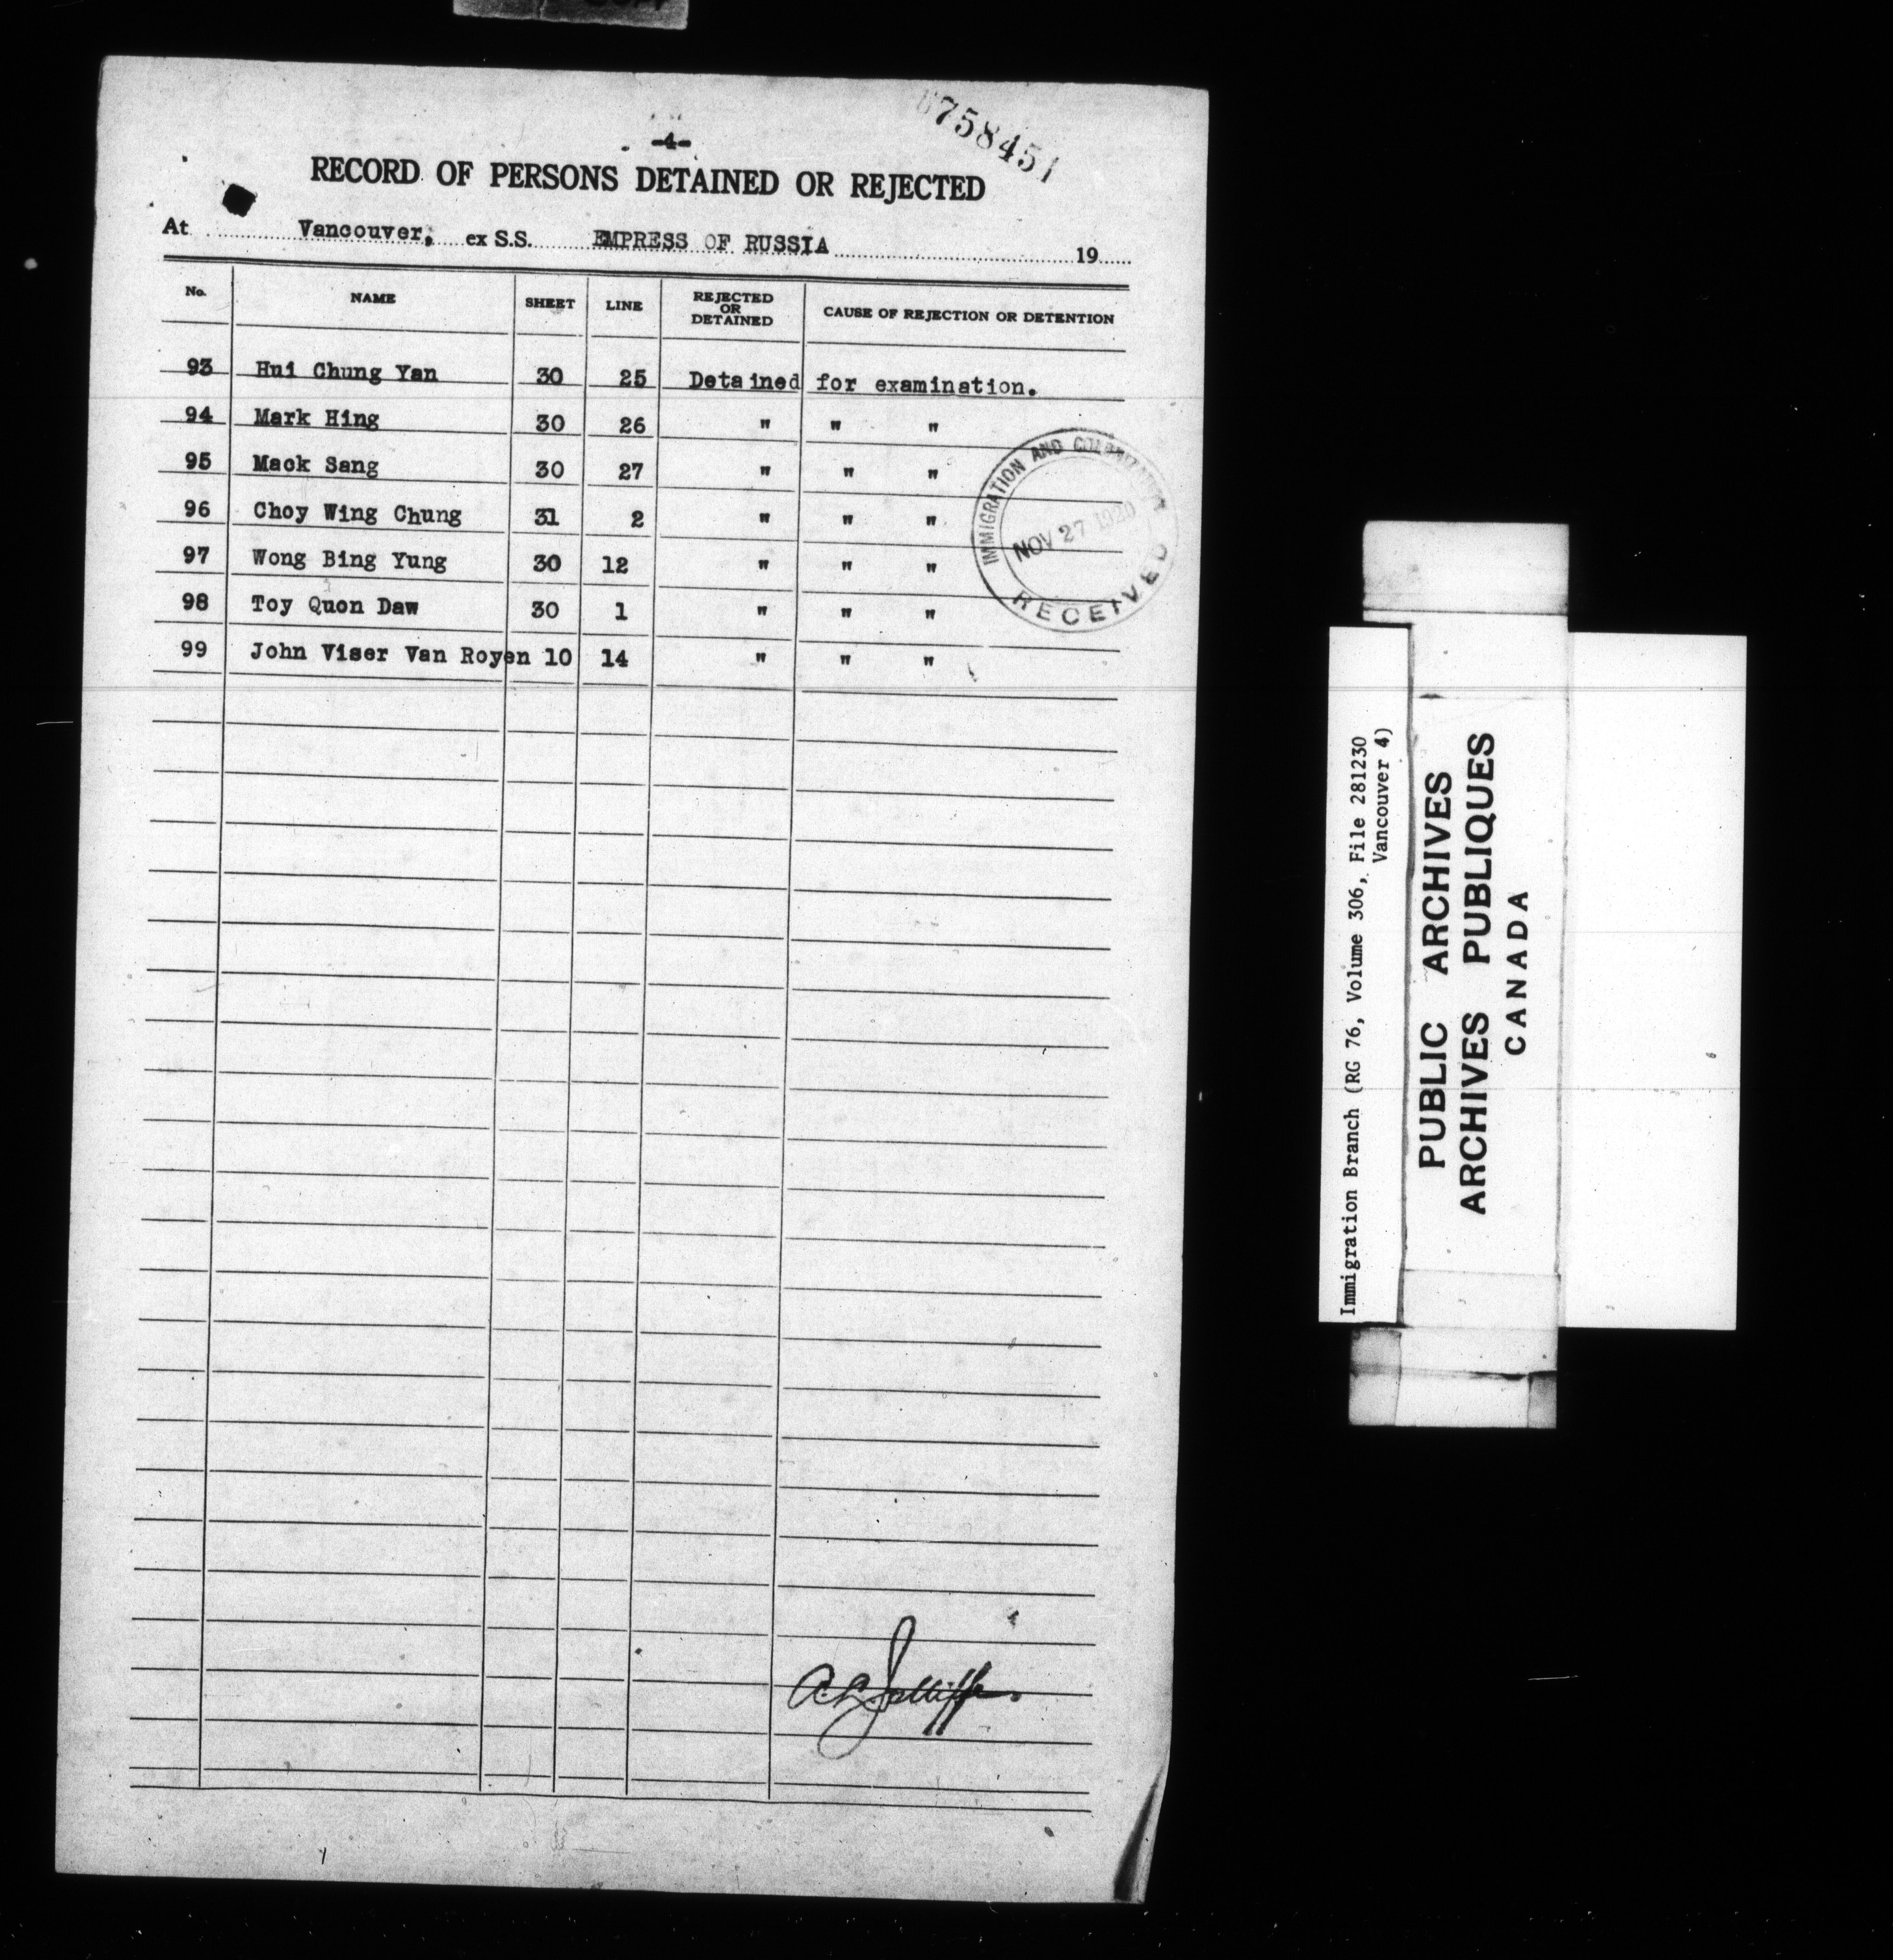 -4-
758451
RECORD OF PERSONS DETAINED OR REJECTED
At Vancouver, ex S.S. EMPRESS OF RUSSIA 19
No. NAME SHEET LINE REJECTED OR DETAINED CAUSE OF REJECTION OR DETENTION
93 Hui Chung Yan 30 25 Detained for examination.
94 Mark Hing 30 26 " " "
95 Mack Sang 30 27 " " "
96 Choy Wing Chung 31 2 " " "
97 Wong Bing Yung 30 12 " " "
98 Toy Quon Daw 30 1 " " "
99 John Viser Van Royen 10 14 " " "
IMMIGRATION AND COLONIZATION
NOV 27 1920
RECEIVED
A.L. Jolliffe.
Immigration Branch (RG 76, Volume 306, File 281230
Vancouver 4)
PUBLIC ARCHIVES
ARCHIVES PUBLIQUES
CANADA